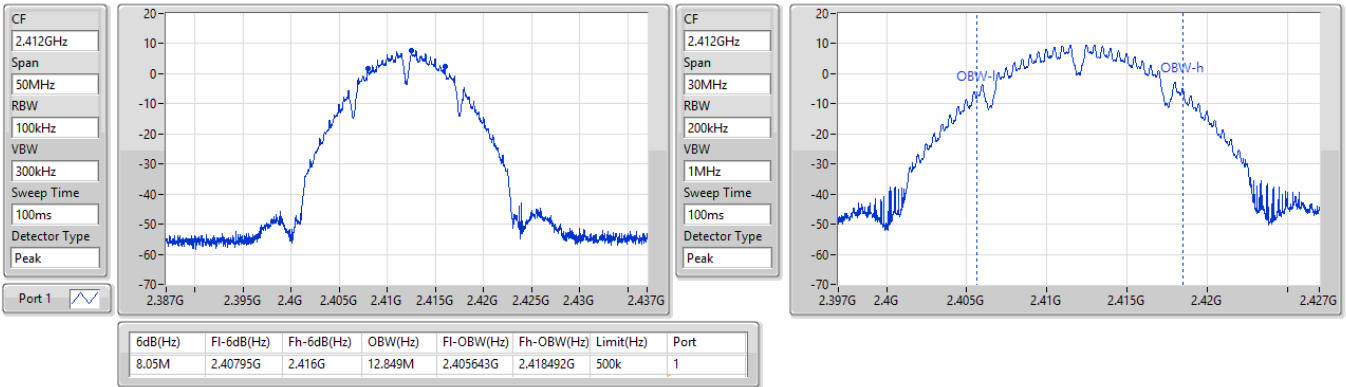 CF
2.412GHz
Span
50MHz
RBW
100kHz
VBW
300kHz
Sweep Time
100ms
Detector Type
Peak
Port 1
20-
10-
0-
-10-
-20-
-30-
-40-
-50-
-60-
-70-
2.387G 2.395G 2.4G 2.405G 2.41G 2.415G 2.42G 2.425G 2.43G 2.437G
CF
2.412GHz
Span
30MHz
RBW
200kHz
VBW
1MHz
Sweep Time
100ms
Detector Type
Peak
20-
10-
0-
-10-
-20-
-30-
-40-
-50-
-60-
-70-
OBW-l
OBW-h
2.397G 2.4G 2.405G 2.41G 2.415G 2.42G 2.427G
6dB(Hz) Fl-6dB(Hz) Fh-6dB(Hz) OBW(Hz) Fl-OBW(Hz) Fh-OBW(Hz) Limit(Hz) Port
8.05M 2.40795G 2.416G 12.849M 2.405643G 2.418492G 500k 1